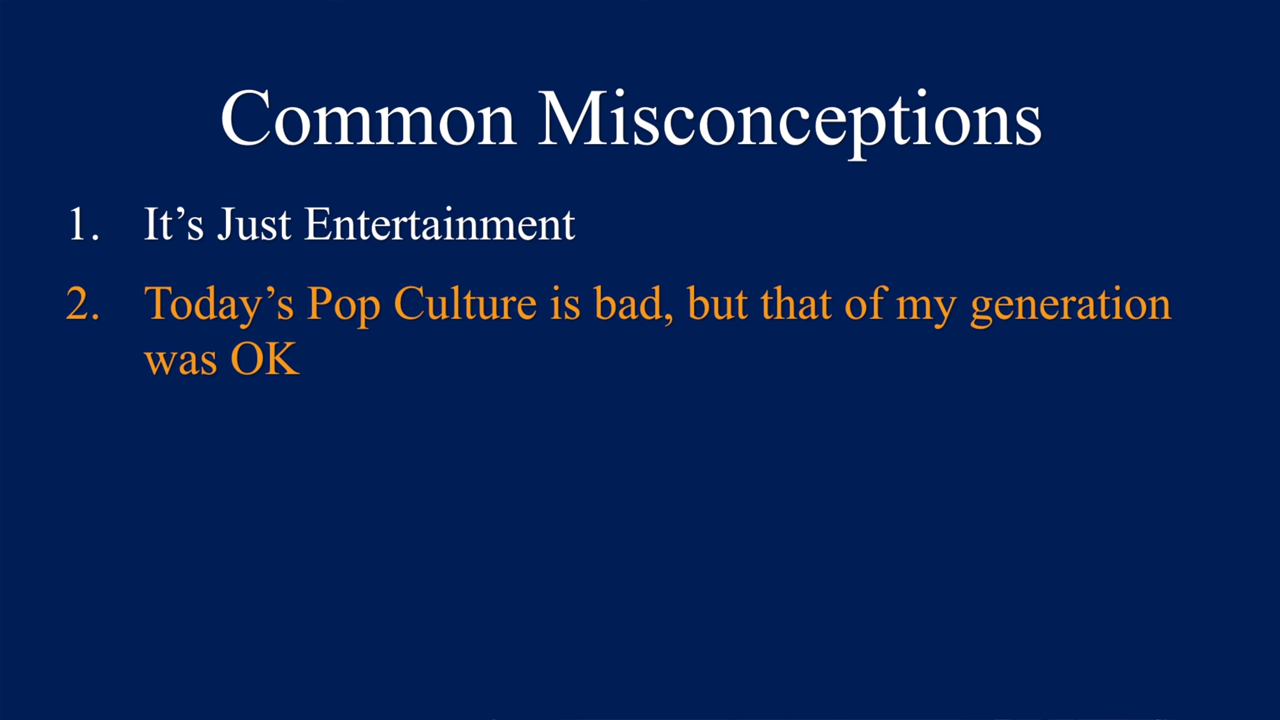 Common Misconceptions
1. It’s Just Entertainment
2. Today’s Pop Culture is bad, but that of my generation
was OK